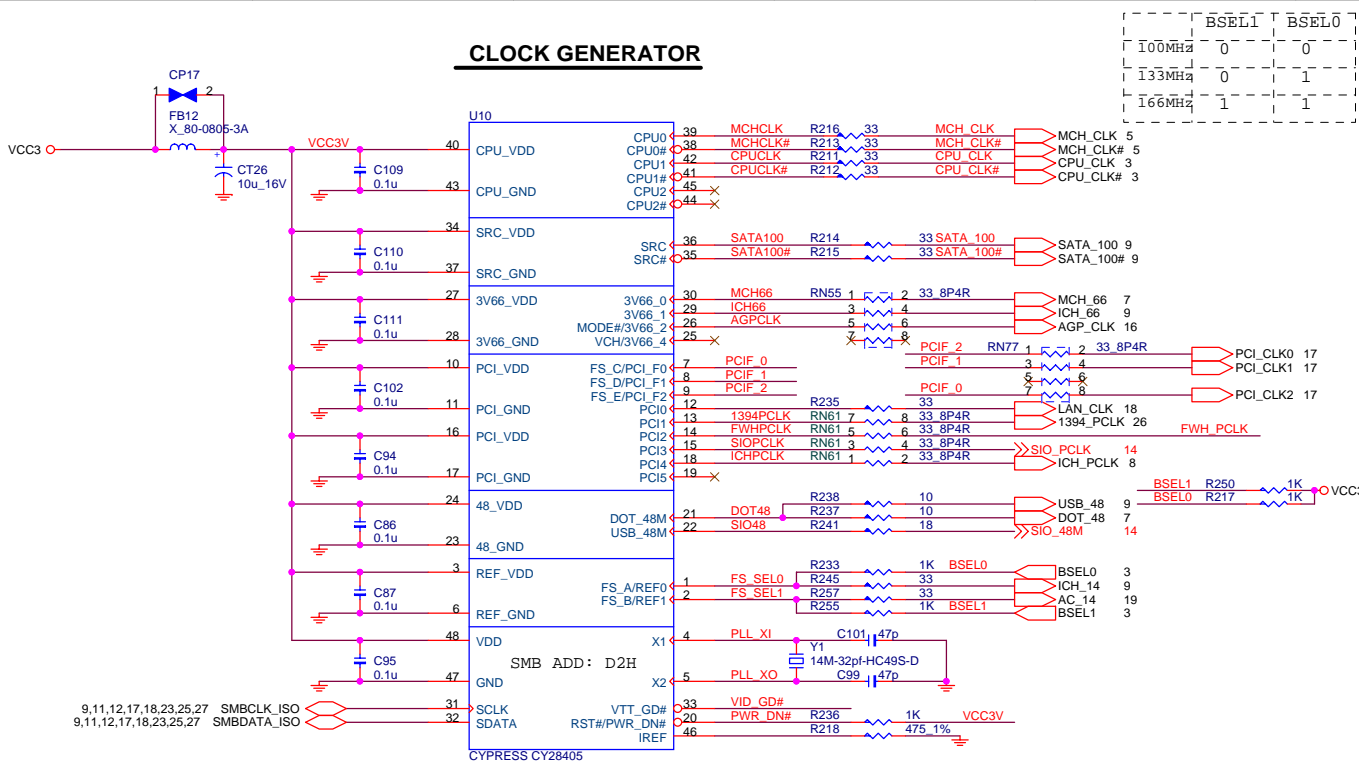 BSEL1 BSEL0
100MHz 0 0
133MHz 0 1
166MHz 1 1
CLOCK GENERATOR
CP17
1 2
FB12
X_80-0805-3A
VCC3
VCC3V
+
CT26
10u_16V
U10
40 CPU_VDD
43 CPU_GND
C109
0.1u
34 SRC_VDD
37 SRC_GND
C110
0.1u
27 3V66_VDD
28 3V66_GND
C111
0.1u
10 PCI_VDD
11 PCI_GND
C102
0.1u
16 PCI_VDD
17 PCI_GND
C94
0.1u
24 48_VDD
23 48_GND
C86
0.1u
3 REF_VDD
6 REF_GND
C87
0.1u
48 VDD
47 GND
C95
0.1u
SMB ADD: D2H
9,11,12,17,18,23,25,27 SMBCLK_ISO 31 SCLK
9,11,12,17,18,23,25,27 SMBDATA_ISO 32 SDATA
CYPRESS CY28405
CPU0 39 MCHCLK R216 33 MCH_CLK MCH_CLK 5
CPU0# 38 MCHCLK# R213 33 MCH_CLK# MCH_CLK# 5
CPU1 42 CPUCLK R211 33 CPU_CLK CPU_CLK 3
CPU1# 41 CPUCLK# R212 33 CPU_CLK# CPU_CLK# 3
CPU2 45
CPU2# 44
SRC 36 SATA100 R214 33 SATA_100 SATA_100 9
SRC# 35 SATA100# R215 33 SATA_100# SATA_100# 9
3V66_0 30 MCH66 RN55 1 2 33_8P4R MCH_66 7
3V66_1 29 ICH66 3 4 ICH_66 9
MODE#/3V66_2 26 AGPCLK 5 6 AGP_CLK 16
VCH/3V66_4 25 7 8
PCIF_2 RN77 1 2 33_8P4R PCI_CLK0 17
FS_C/PCI_F0 7 PCIF_0 PCIF_1 3 4 PCI_CLK1 17
FS_D/PCI_F1 8 PCIF_1 5 6
FS_E/PCI_F2 9 PCIF_2 PCIF_0 7 8 PCI_CLK2 17
PCI0 12 R235 33 LAN_CLK 18
PCI1 13 1394PCLK RN61 7 8 33_8P4R 1394_PCLK 26
PCI2 14 FWHPCLK RN61 5 6 33_8P4R FWH_PCLK
PCI3 15 SIOPCLK RN61 3 4 33_8P4R SIO_PCLK 14
PCI4 18 ICHPCLK RN61 1 2 33_8P4R ICH_PCLK 8
PCI5 19
BSEL1 R250 1K VCC3
BSEL0 R217 1K
R238 10 USB_48 9
DOT_48M 21 DOT48 R237 10 DOT_48 7
USB_48M 22 SIO48 R241 18 SIO_48M 14
R233 1K BSEL0 BSEL0 3
FS_A/REF0 1 FS_SEL0 R245 33 ICH_14 9
FS_B/REF1 2 FS_SEL1 R257 33 AC_14 19
R255 1K BSEL1 BSEL1 3
X1 4 PLL_XI C101 47p
Y1
14M-32pf-HC49S-D
X2 5 PLL_XO C99 47p
VTT_GD# 33 VID_GD#
RST#/PWR_DN# 20 PWR_DN# R236 1K VCC3V
IREF 46 R218 475_1%